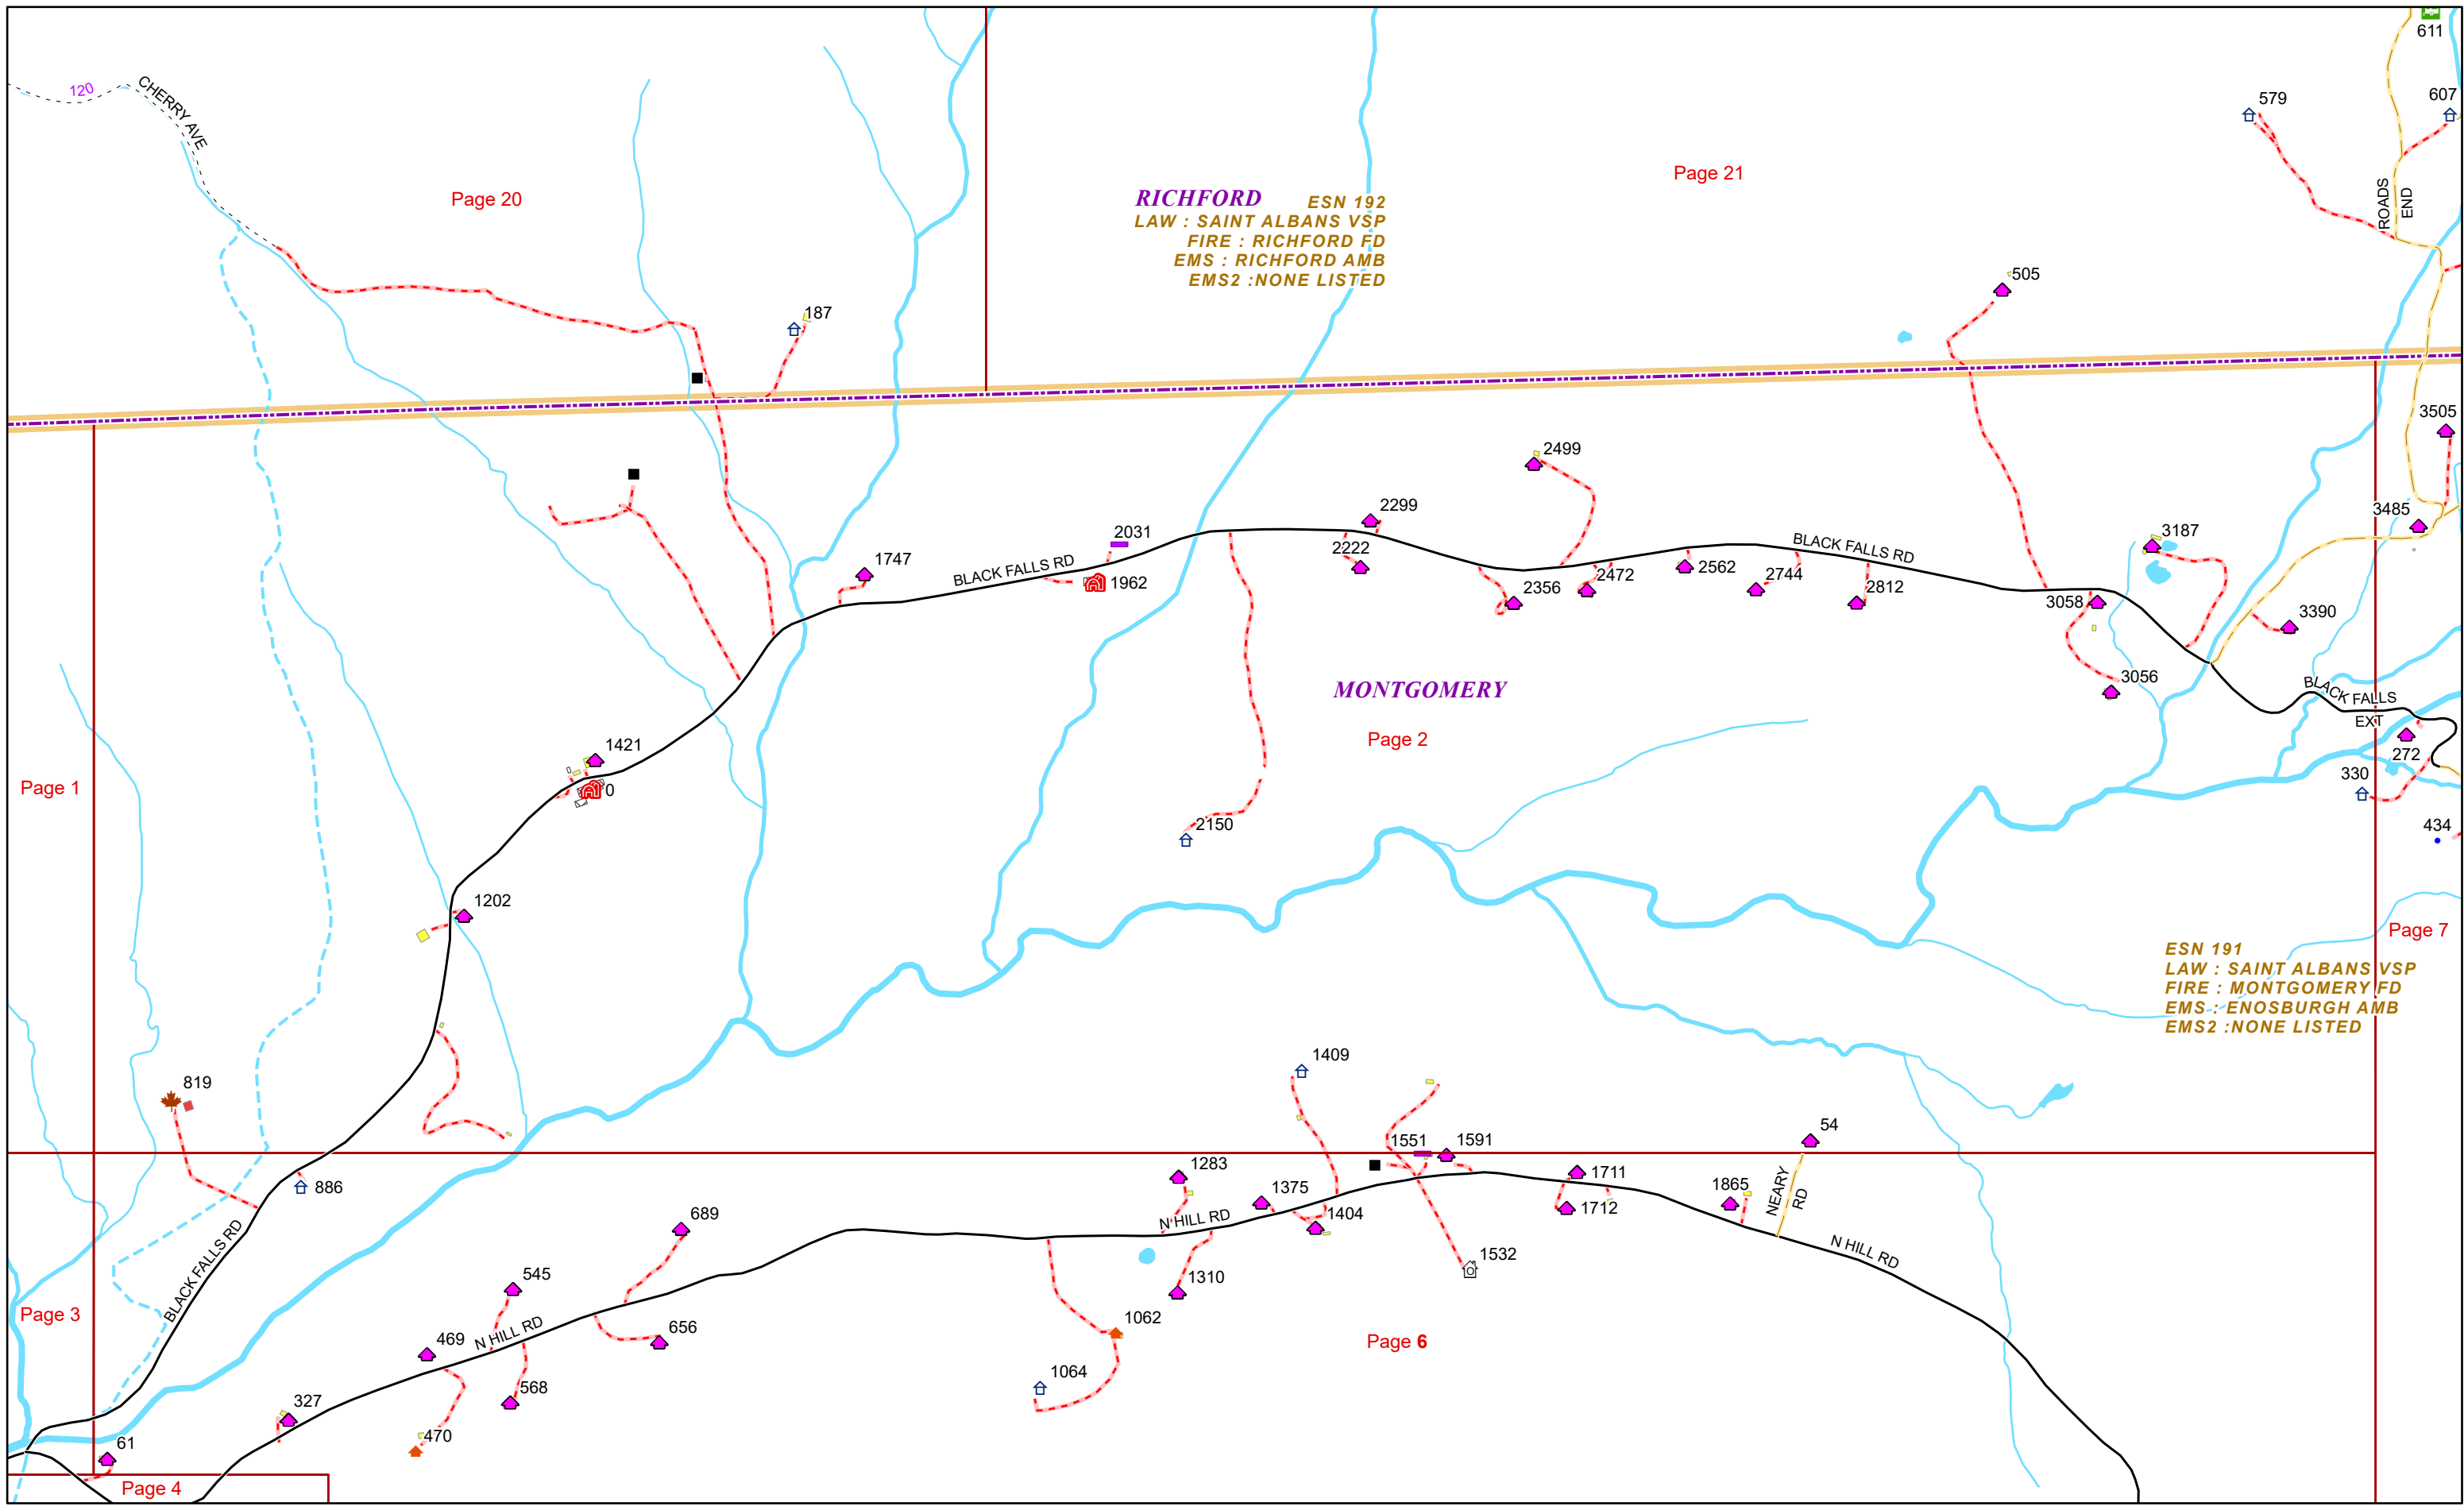 611
120
CHERRY AVE
579
607
Page 20
Page 21
ROADS
END
RICHFORD
ESN 192
LAW : SAINT ALBANS VSP
FIRE : RICHFORD FD
EMS : RICHFORD AMB
EMS2 :NONE LISTED
505
187
3505
2499
2299
3485
2031
2222
3187
1747
BLACK FALLS RD
BLACK FALLS RD
1962
2356
2472
2562
2744
2812
3058
3390
3056
MONTGOMERY
BLACK FALLS
EXT
Page 2
1421
272
330
Page 1
0
2150
434
1202
Page 7
ESN 191
LAW : SAINT ALBANS VSP
FIRE : MONTGOMERY FD
EMS : ENOSBURGH AMB
EMS2 :NONE LISTED
819
1409
54
1551
1591
1283
1711
886
1375
1865
NEARY
RD
1712
689
N HILL RD
1404
BLACK FALLS RD
1532
N HILL RD
545
1310
Page 3
1062
469
N HILL RD
656
Page 6
1064
568
327
470
61
Page 4